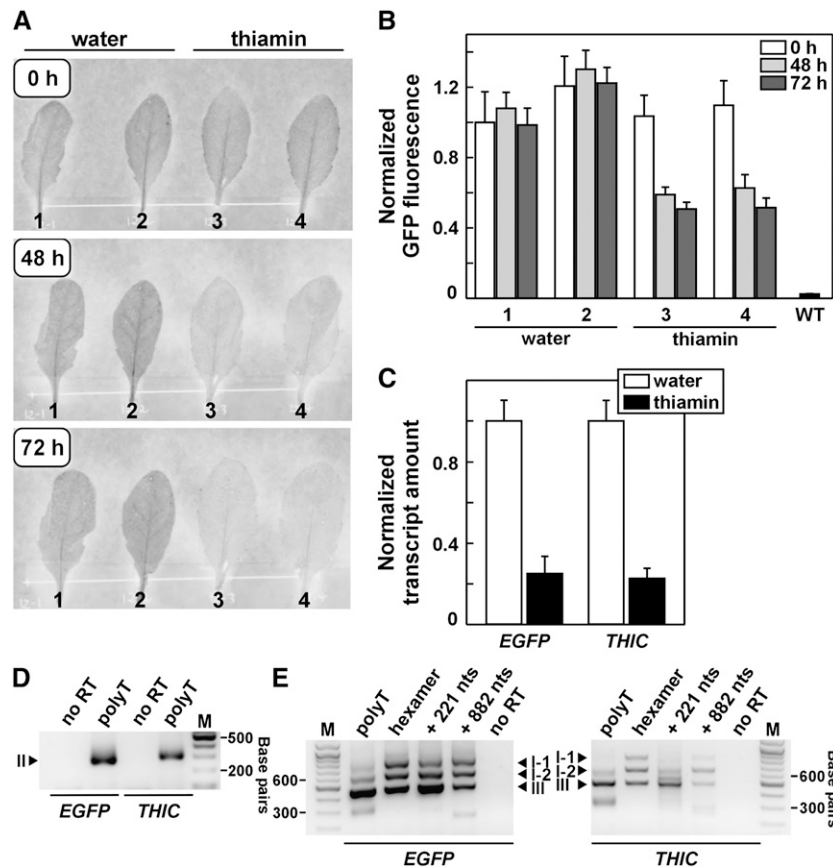 A
water
thiamin
0 h
1
2
3
4
48 h
1
2
3
4
72 h
1
2
3
4
B
Normalized
GFP fluorescence
1.2
0.8
0.4
0
0 h
48 h
72 h
1
2
3
4
WT
water
thiamin
C
Normalized
transcript amount
0.8
0.4
0.2
0
water
thiamin
EGFP
THIC
D
no RT
polyT
no RT
polyT
M
II
500
200
Base pairs
EGFP
THIC
E
M
polyT
hexamer
+ 221 nts
+ 882 nts
no RT
600
300
I-1
I-2
III
EGFP
polyT
hexamer
+ 221 nts
+ 882 nts
no RT
M
I-1
I-2
III
600
300
Base pairs
THIC